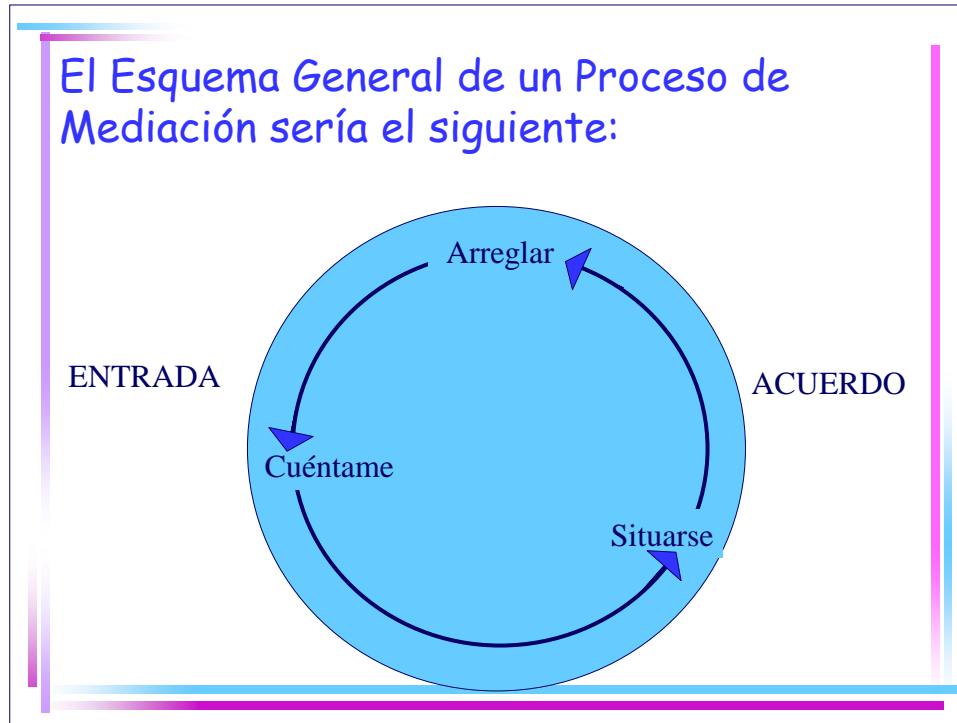 El Esquema General de un Proceso de
Mediación sería el siguiente:
Arreglar
ENTRADA
ACUERDO
Cuéntame
Situarse